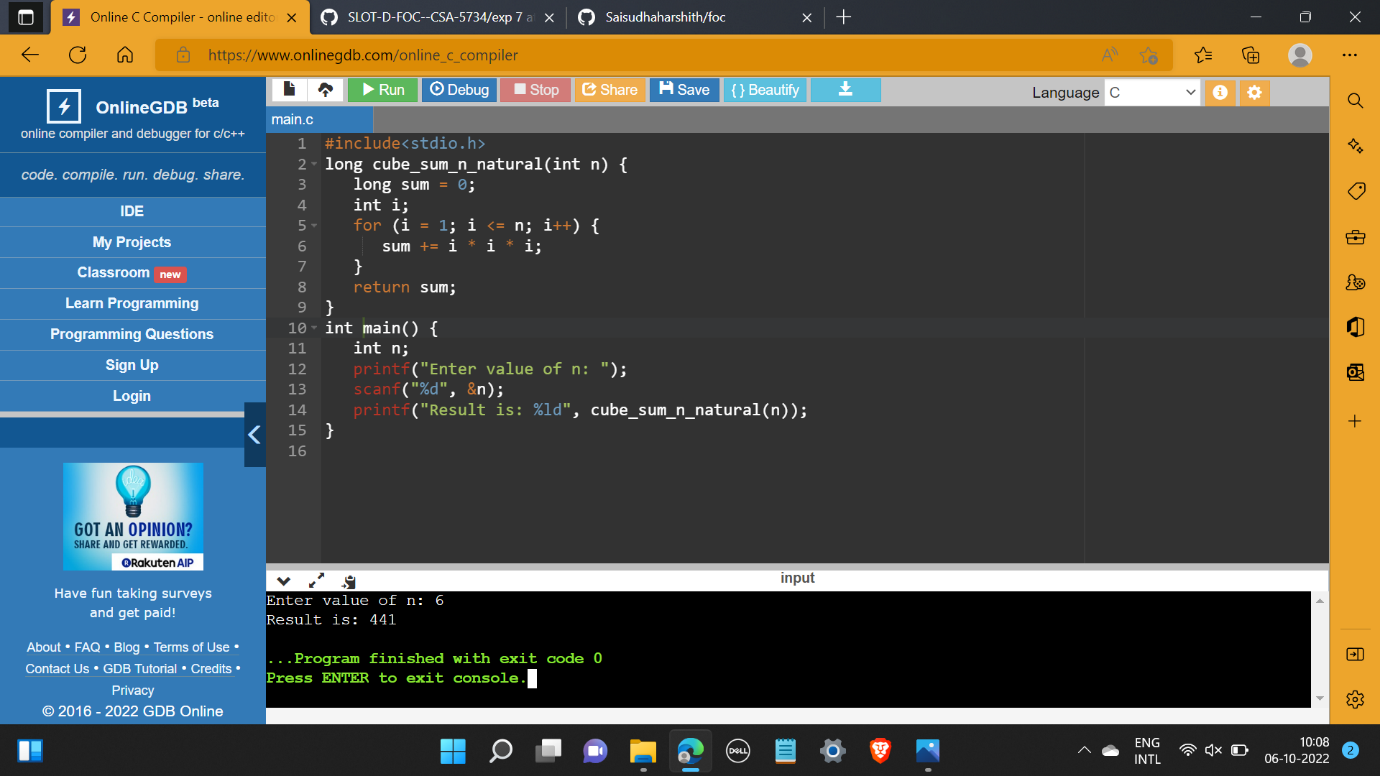 Online C Compiler - online edito
SLOT-D-FOC--CSA-5734/exp 7 a
Saisudhaharshith/foc
https://www.onlinegdb.com/online_c_compiler
OnlineGDB beta
online compiler and debugger for c/c++
code. compile. run. debug. share.
IDE
My Projects
Classroom new
Learn Programming
Programming Questions
Sign Up
Login
GOT AN OPINION?
SHARE AND GET REWARDED.
Rakuten AIP
Have fun taking surveys
and get paid!
About • FAQ • Blog • Terms of Use •
Contact Us • GDB Tutorial • Credits •
Privacy
© 2016 - 2022 GDB Online
Run Debug Stop Share Save { } Beautify
Language C
main.c
1 #include<stdio.h>
2 long cube_sum_n_natural(int n) {
3 long sum = 0;
4 int i;
5 for (i = 1; i <= n; i++) {
6 sum += i * i * i;
7 }
8 return sum;
9 }
10 int main() {
11 int n;
12 printf("Enter value of n: ");
13 scanf("%d", &n);
14 printf("Result is: %ld", cube_sum_n_natural(n));
15 }
16
input
Enter value of n: 6
Result is: 441
...Program finished with exit code 0
Press ENTER to exit console.
DELL
ENG
INTL
10:08
06-10-2022
2